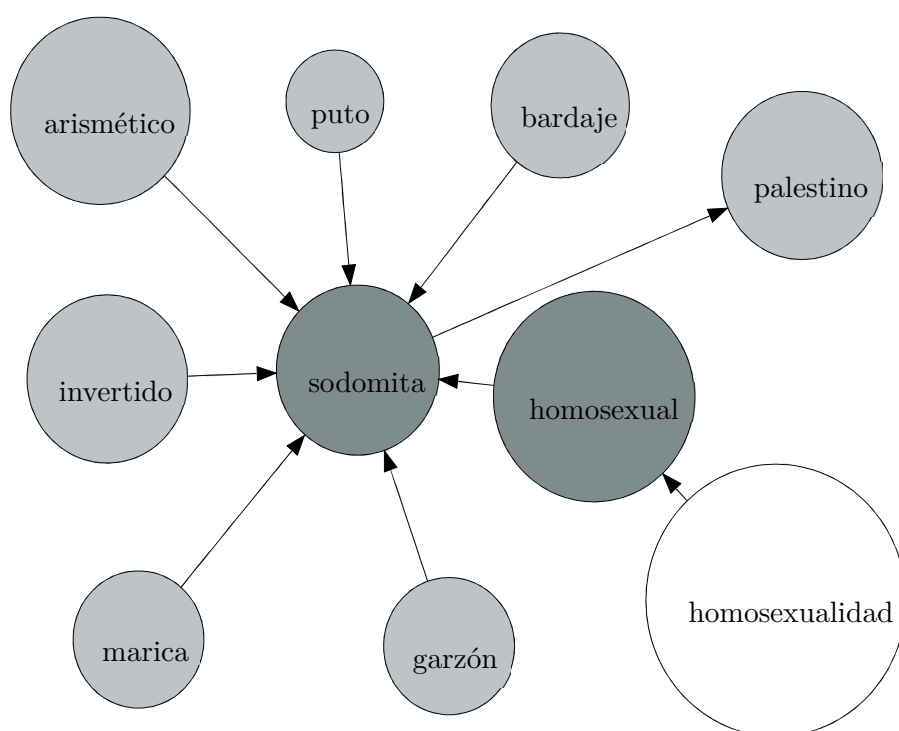 arismético
puto
bardaje
palestino
invertido
sodomita
homosexual
homosexualidad
marica
garzón